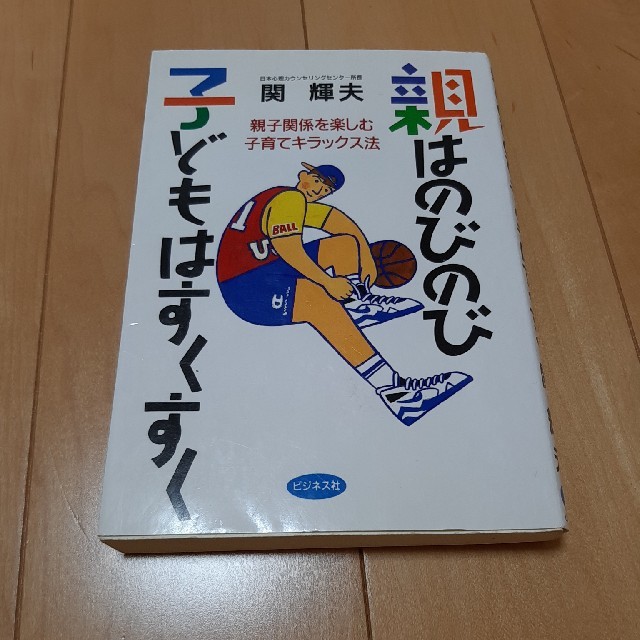 親はのびのび
子どもはすくすく
日本心理カウンセリングセンター所長
関 輝夫
親子関係を楽しむ
子育てキラックス法
BALL
1
ビジネス社